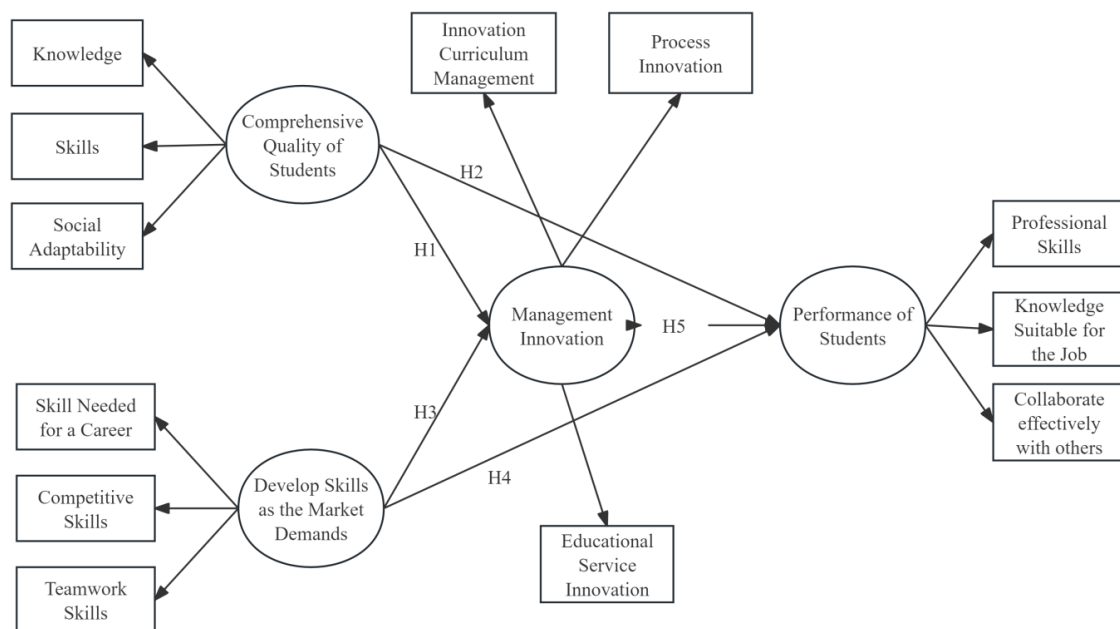 Knowledge
Skills
Social
Adaptability
Comprehensive
Quality of
Students
Innovation
Curriculum
Management
Process
Innovation
H2
H1
Management
Innovation
H5
Performance of
Students
Professional
Skills
Knowledge
Suitable for
the Job
Collaborate
effectively
with others
Skill Needed
for a Career
Competitive
Skills
Teamwork
Skills
Develop Skills
as the Market
Demands
H3
H4
Educational
Service
Innovation